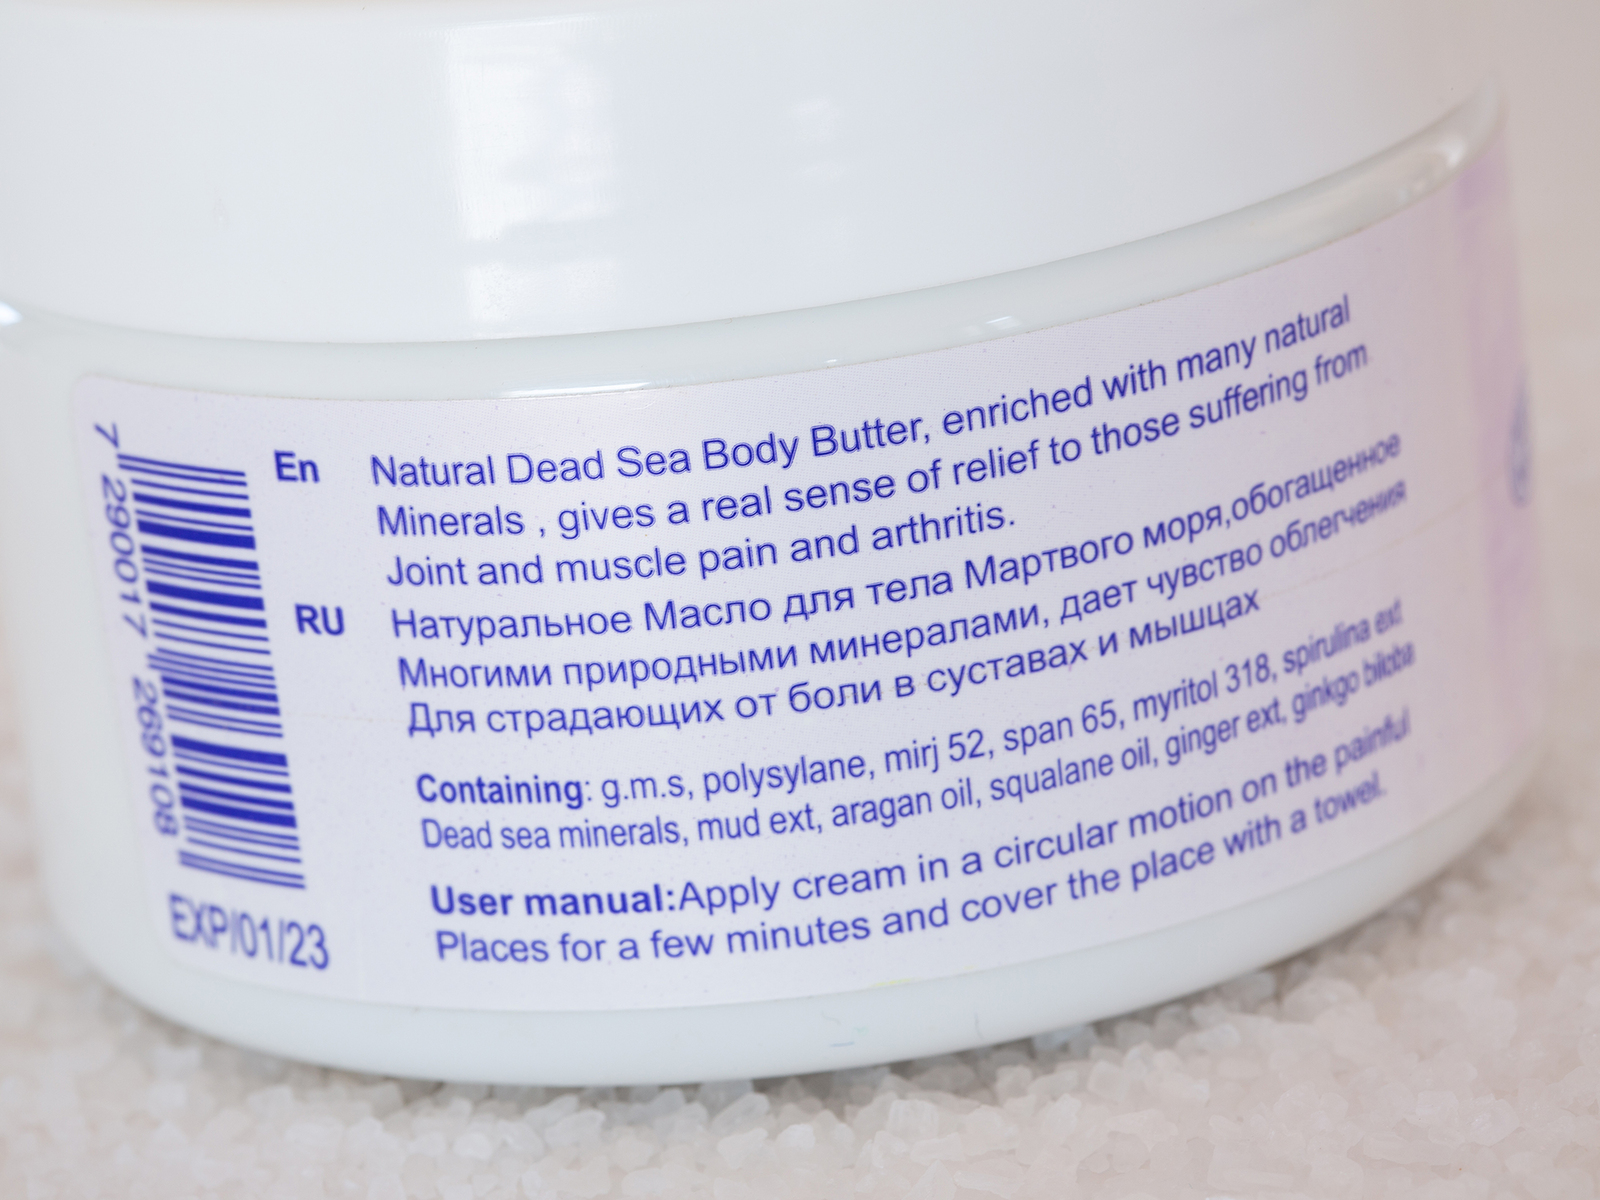 7 290017 269108
EXP/01/23
En
Natural Dead Sea Body Butter, enriched with many natural
Minerals , gives a real sense of relief to those suffering from
Joint and muscle pain and arthritis.
RU
Натуральное Масло для тела Мартвого моря,обогащенное
Многими природными минералами, дает чувство облегчения
Для страдающих от боли в суставах и мышцах
Containing: g.m.s, polysylane, mirj 52, span 65, myritol 318, spirulina ext
Dead sea minerals, mud ext, aragan oil, squalane oil, ginger ext, ginkgo biloba
User manual:Apply cream in a circular motion on the painful
Places for a few minutes and cover the place with a towel.